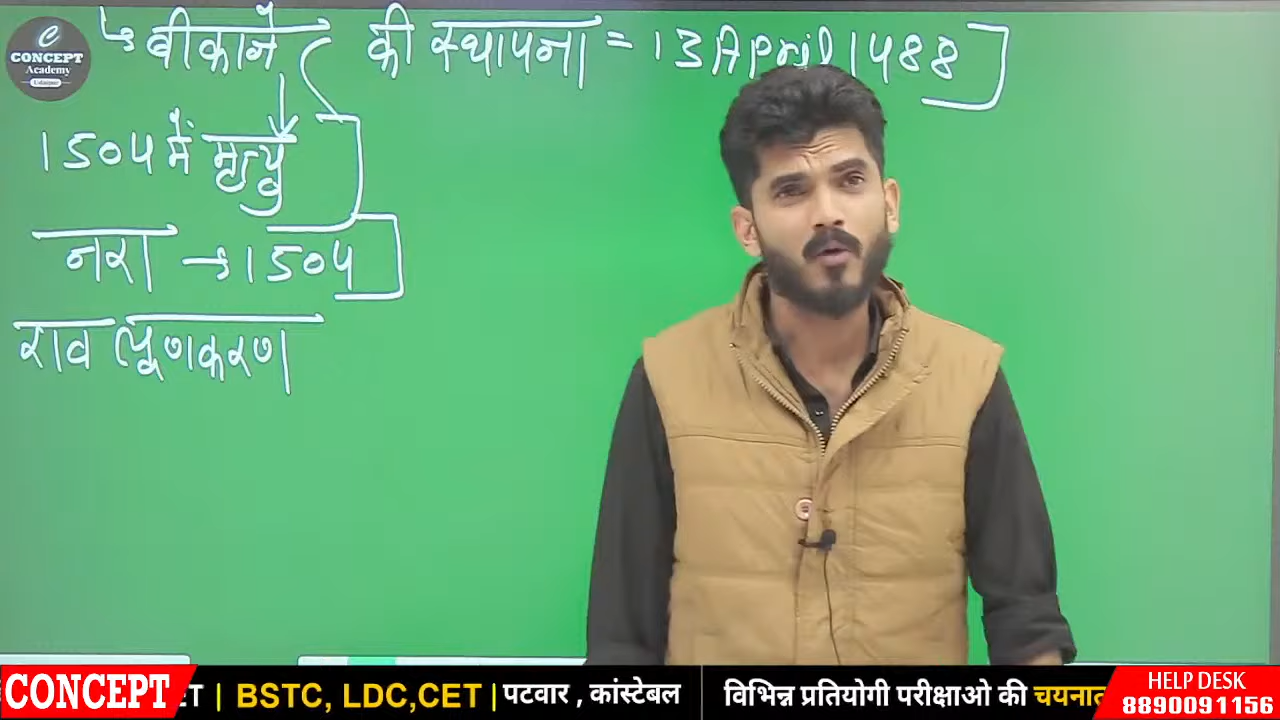 ↳ बीकानेर की स्थापना = 13 April 1488
1504 में मृत्यु
नरा → 1504
राव लूणकरण
e
CONCEPT
Academy
Udaipur
CONCEPT ET | BSTC, LDC,CET | पटवार , कांस्टेबल विभिन्न प्रतियोगी परीक्षाओ की चयनात
HELP DESK
8890091156